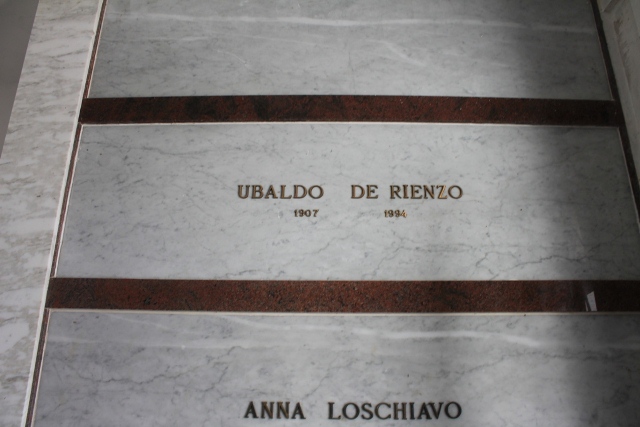 UBALDO DE RIENZO
1907 1994
ANNA LOSCHIAVO